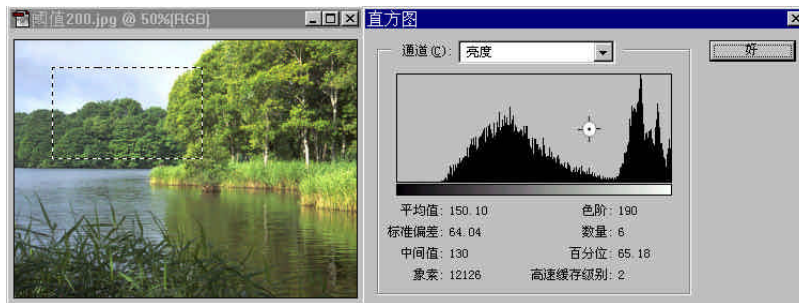 阈值200.jpg @ 50%(RGB)
直方图
通道(C): 亮度
好
平均值: 150.10
色阶: 190
标准偏差: 64.04
数量: 6
中间值: 130
百分位: 65.18
象素: 12126
高速缓存级别: 2